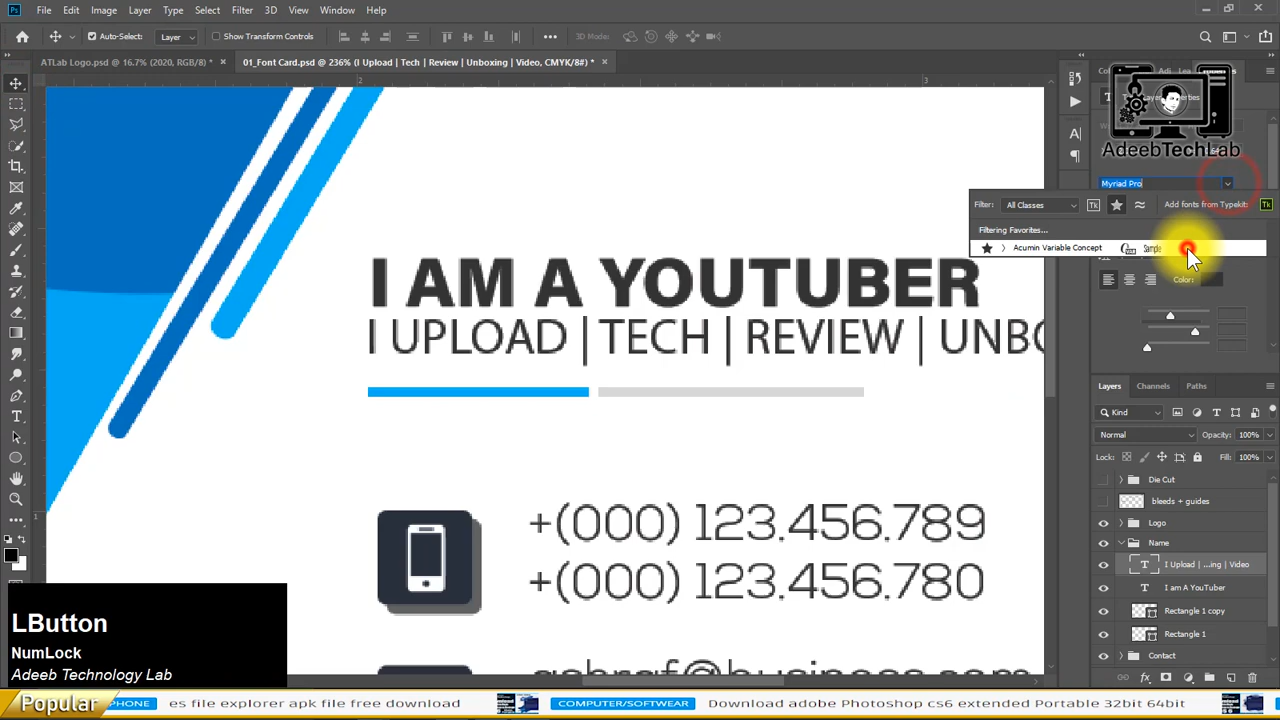 File Edit Image Layer Type Select Filter 3D View Window Help
Auto-Select: Layer Show Transform Controls 3D Mode:
ATLab Logo.psd @ 16.7% (2020, RGB/8) * × 01_Font Card.psd @ 236% (I Upload | Tech | Review | Unboxing | Video, CMYK/8#) * ×
2 3
AdeebTechLab
Myriad Pro
Filter: All Classes Add fonts from Typekit:
Filtering Favorites...
Acumin Variable Concept Sample
Color:
I AM A YOUTUBER
I UPLOAD | TECH | REVIEW |
Layers Channels Paths
Kind
Normal Opacity: 100%
Lock: Fill: 100%
Die Cut
bleeds + guides
Logo
Name
I Upload | ...ing | Video
I am A YouTuber
Rectangle 1 copy
Rectangle 1
Contact
+(000) 123.456.789
+(000) 123.456.780
LButton
NumLock
Adeeb Technology Lab
Popular
PHONE es file explorer apk file free download COMPUTER/SOFTWEAR Download adobe Photoshop cs6 extended Portable 32bit 64bit